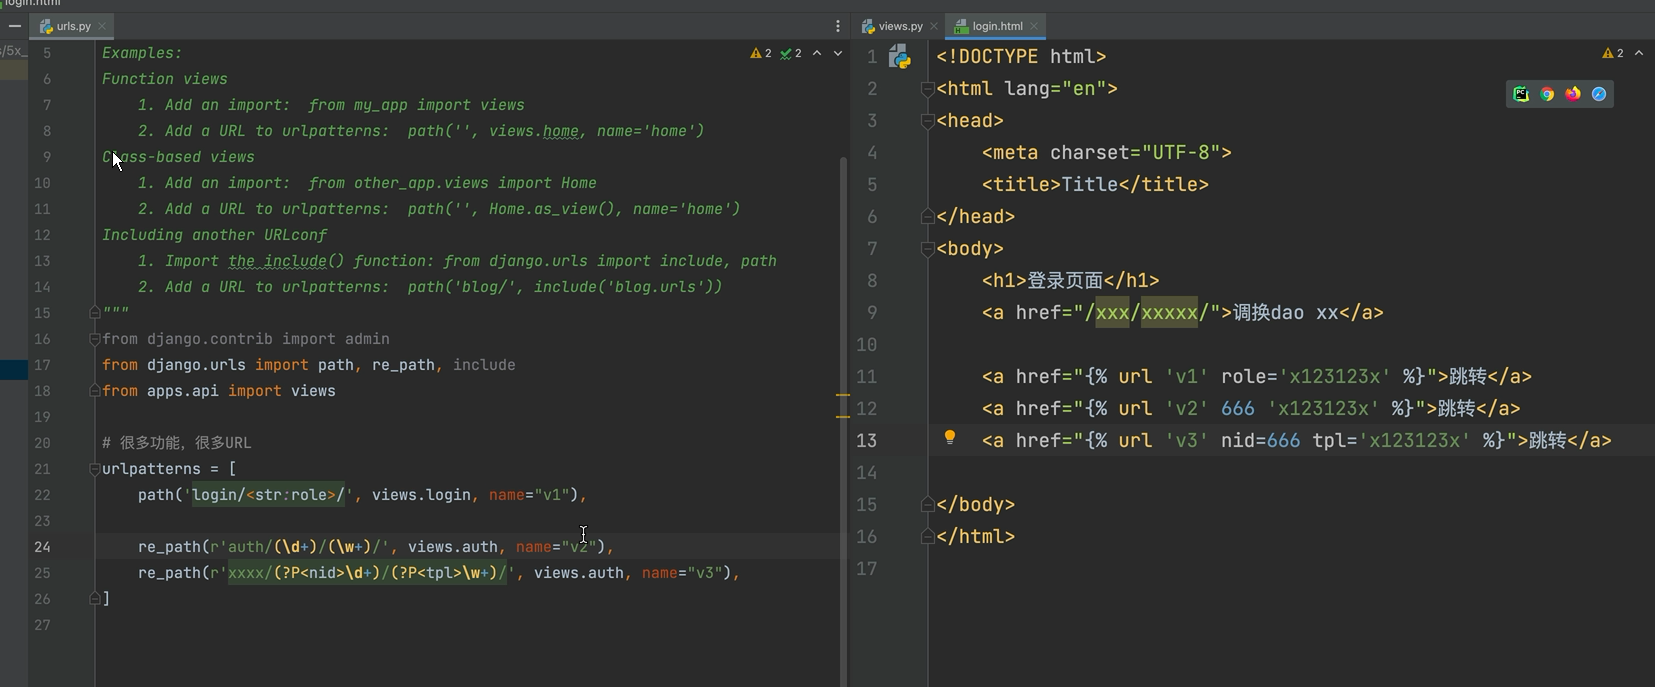 login.html
urls.py
views.py
login.html
s/5x_
2
2
5 Examples:
6 Function views
7     1. Add an import:  from my_app import views
8     2. Add a URL to urlpatterns:  path('', views.home, name='home')
9 Class-based views
10     1. Add an import:  from other_app.views import Home
11     2. Add a URL to urlpatterns:  path('', Home.as_view(), name='home')
12 Including another URLconf
13     1. Import the include() function: from django.urls import include, path
14     2. Add a URL to urlpatterns:  path('blog/', include('blog.urls'))
15 """
16 from django.contrib import admin
17 from django.urls import path, re_path, include
18 from apps.api import views
19
20 # 很多功能，很多URL
21 urlpatterns = [
22     path('login/<str:role>/', views.login, name="v1"),
23
24     re_path(r'auth/(\d+)/(\w+)/', views.auth, name="v2"),
25     re_path(r'xxxx/(?P<nid>\d+)/(?P<tpl>\w+)/', views.auth, name="v3"),
26 ]
27
2
1 <!DOCTYPE html>
2 <html lang="en">
3 <head>
4     <meta charset="UTF-8">
5     <title>Title</title>
6 </head>
7 <body>
8     <h1>登录页面</h1>
9     <a href="/xxx/xxxxx/">调换dao xx</a>
10
11     <a href="{% url 'v1' role='x123123x' %}">跳转</a>
12     <a href="{% url 'v2' 666 'x123123x' %}">跳转</a>
13     <a href="{% url 'v3' nid=666 tpl='x123123x' %}">跳转</a>
14
15 </body>
16 </html>
17